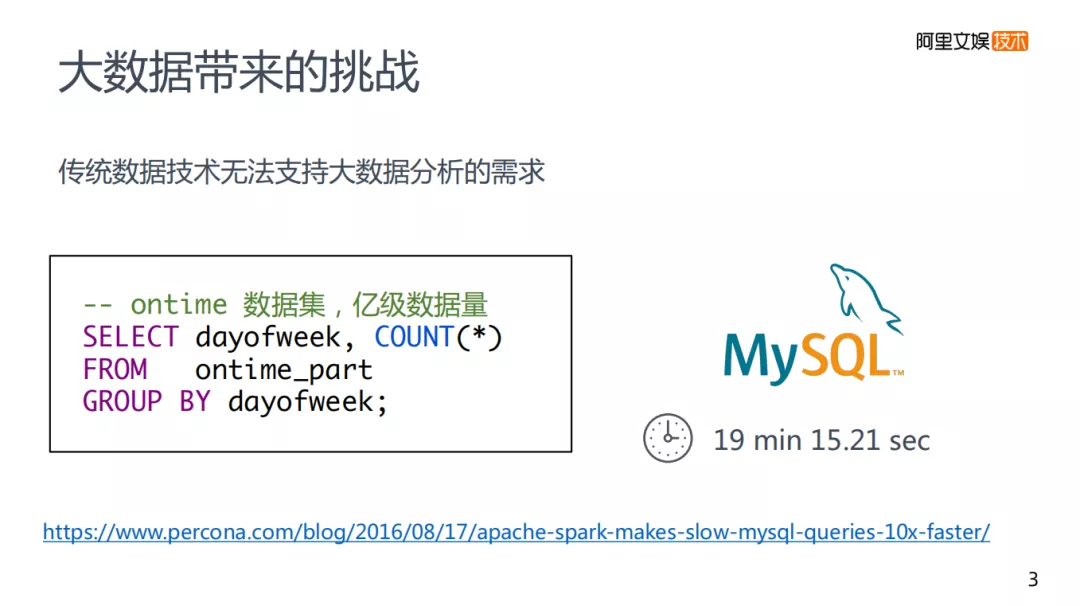 阿里文娱技术
大数据带来的挑战
传统数据技术无法支持大数据分析的需求
-- ontime 数据集，亿级数据量
SELECT dayofweek, COUNT(*)
FROM   ontime_part
GROUP BY dayofweek;
MySQL™
19 min 15.21 sec
https://www.percona.com/blog/2016/08/17/apache-spark-makes-slow-mysql-queries-10x-faster/
3